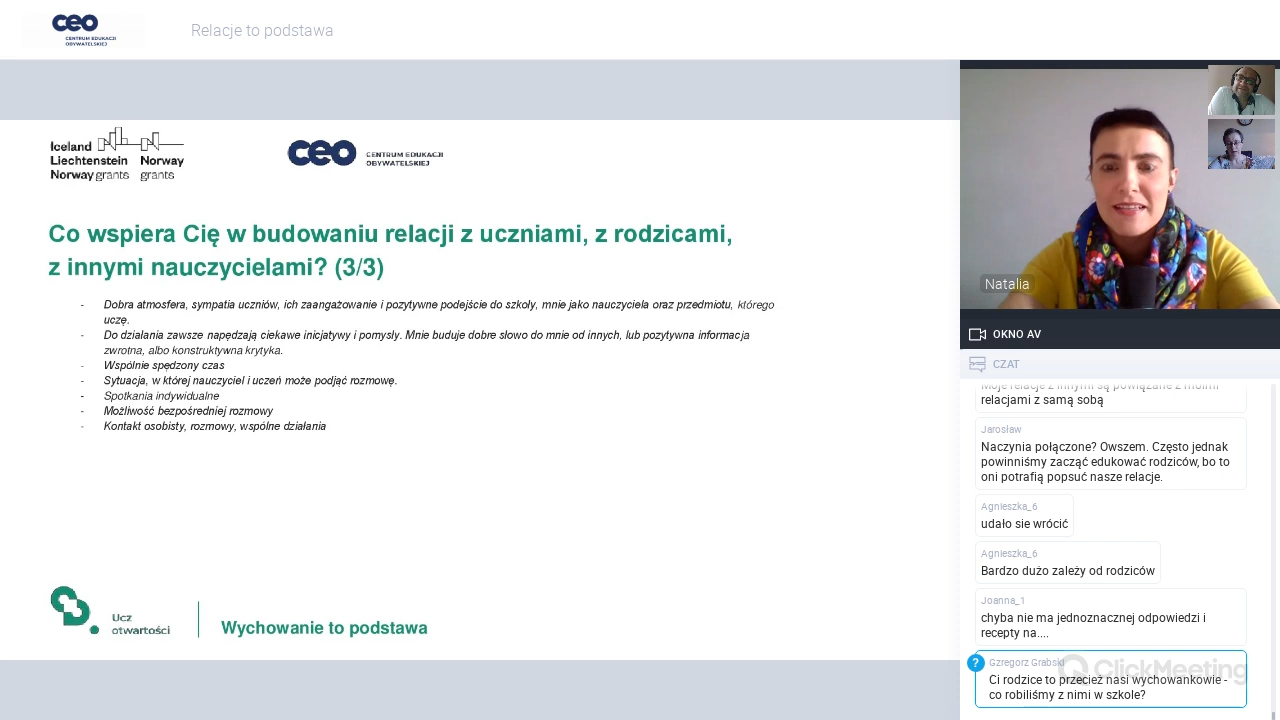 ceo
CENTRUM EDUKACJI
OBYWATELSKIEJ
Relacje to podstawa
Iceland
Liechtenstein Norway
Norway grants grants
ceo CENTRUM EDUKACJI
OBYWATELSKIEJ
Co wspiera Cię w budowaniu relacji z uczniami, z rodzicami,
z innymi nauczycielami? (3/3)
- Dobra atmosfera, sympatia uczniów, ich zaangażowanie i pozytywne podejście do szkoły, mnie jako nauczyciela oraz przedmiotu, którego
uczę.
- Do działania zawsze napędzają ciekawe inicjatywy i pomysły. Mnie buduje dobre słowo do mnie od innych, lub pozytywna informacja
zwrotna, albo konstruktywna krytyka.
- Wspólnie spędzony czas
- Sytuacja, w której nauczyciel i uczeń może podjąć rozmowę.
- Spotkania indywidualne
- Możliwość bezpośredniej rozmowy
- Kontakt osobisty, rozmowy, wspólne działania
Ucz
otwartości
Wychowanie to podstawa
Natalia
OKNO AV
CZAT
Moje relacje z innymi są powiązane z moimi
relacjami z samą sobą
Jarosław
Naczynia połączone? Owszem. Często jednak
powinniśmy zacząć edukować rodziców, bo to
oni potrafią popsuć nasze relacje.
Agnieszka_6
udało sie wrócić
Agnieszka_6
Bardzo dużo zależy od rodziców
Joanna_1
chyba nie ma jednoznacznej odpowiedzi i
recepty na....
?
Gzregorz Grabski
ClickMeeting
Ci rodzice to przecież nasi wychowankowie -
co robiliśmy z nimi w szkole?